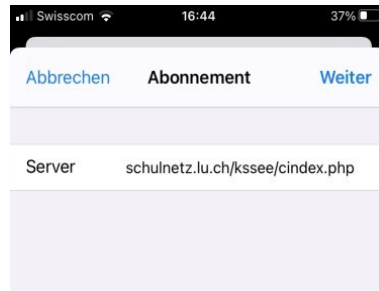 Swisscom 16:44 37%
Abbrechen Abonnement Weiter
Server schulnetz.lu.ch/kssee/cindex.php